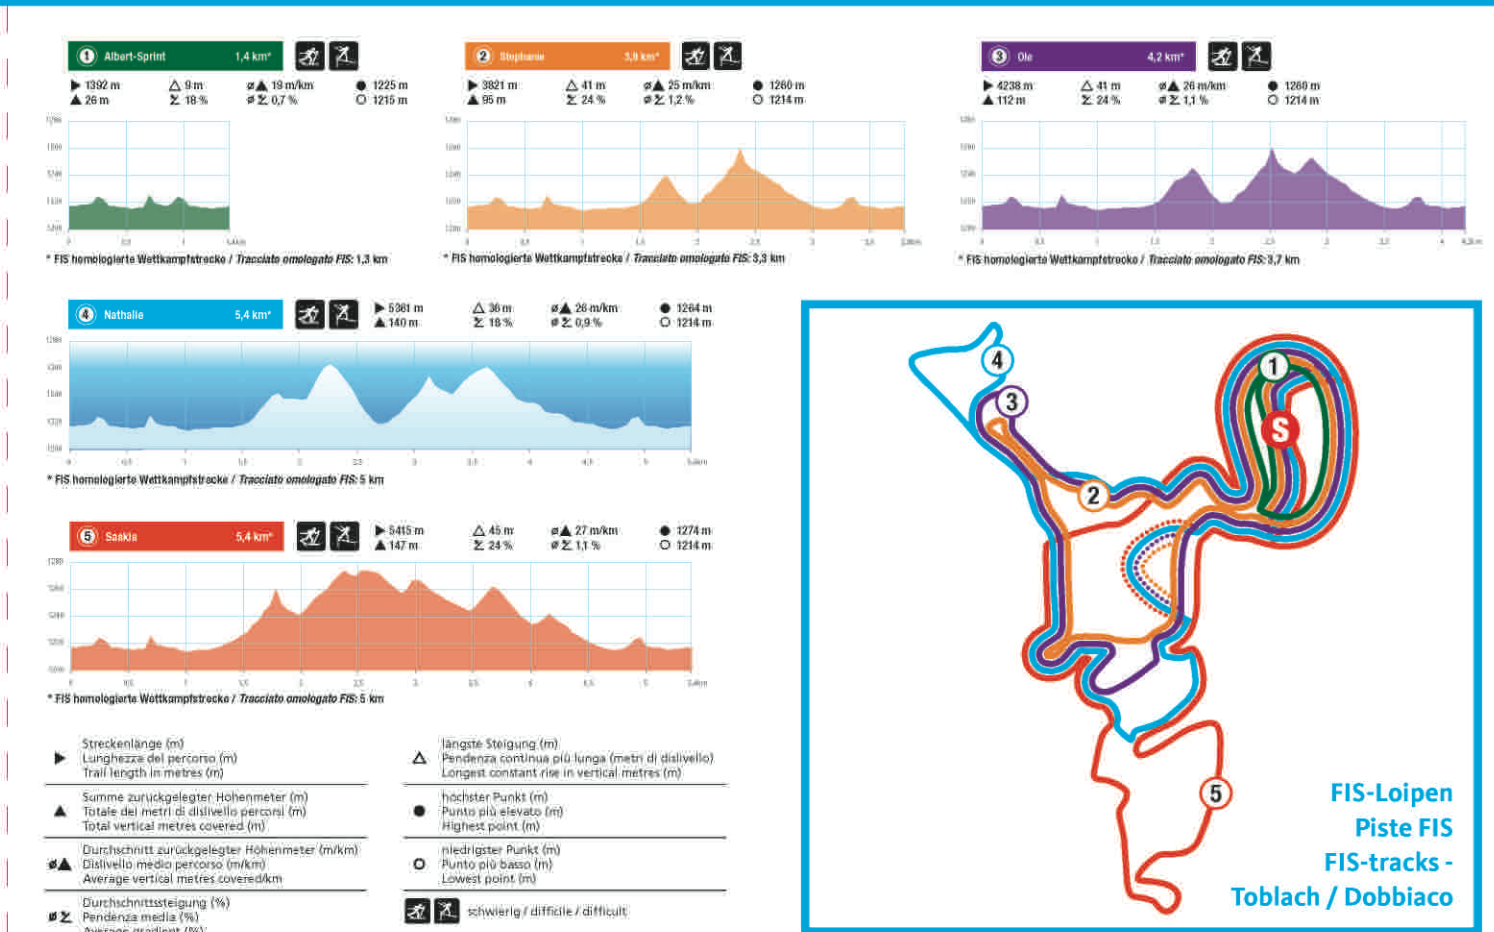 1 Albert-Sprint 1,4 km*
1392 m 9 m 19 m/km 1225 m
26 m 18 % 0,7 % 1215 m
* FIS homologierte Wettkampfstrecke / Tracciato omologato FIS: 1,3 km
2 Stephanie 3,8 km*
3821 m 41 m 25 m/km 1260 m
95 m 24 % 1,2 % 1214 m
* FIS homologierte Wettkampfstrecke / Tracciato omologato FIS: 3,3 km
3 Ole 4,2 km*
4238 m 41 m 26 m/km 1260 m
112 m 24 % 1,1 % 1214 m
* FIS homologierte Wettkampfstrecke / Tracciato omologato FIS: 3,7 km
4 Nathalie 5,4 km*
5361 m 36 m 26 m/km 1264 m
140 m 18 % 0,9 % 1214 m
* FIS homologierte Wettkampfstrecke / Tracciato omologato FIS: 5 km
5 Saskia 5,4 km*
5415 m 45 m 27 m/km 1274 m
147 m 24 % 1,1 % 1214 m
* FIS homologierte Wettkampfstrecke / Tracciato omologato FIS: 5 km
Streckenlänge (m)
Lunghezza del percorso (m)
Trail length in metres (m)
Summe zurückgelegter Höhenmeter (m)
Totale dei metri di dislivello percorsi (m)
Total vertical metres covered (m)
Durchschnitt zurückgelegter Höhenmeter (m/km)
Dislivello medio percorso (m/km)
Average vertical metres covered/km
Durchschnittssteigung (%)
Pendenza media (%)
Average gradient (%)
längste Steigung (m)
Pendenza continua più lunga (metri di dislivello)
Longest constant rise in vertical metres (m)
höchster Punkt (m)
Punto più elevato (m)
Highest point (m)
niedrigster Punkt (m)
Punto più basso (m)
Lowest point (m)
schwierig / difficile / difficult
4
3
2
1
S
5
FIS-Loipen
Piste FIS
FIS-tracks -
Toblach / Dobbiaco